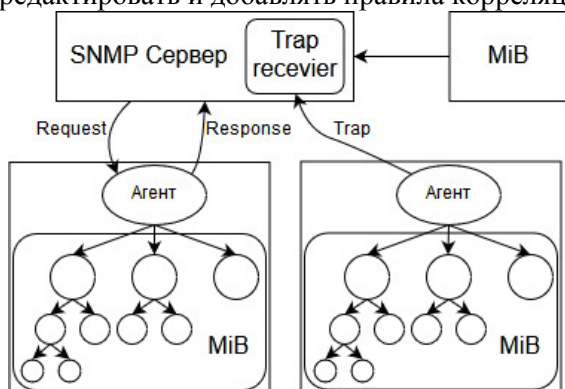 редактировать и добавлять правила корреляц
SNMP Сервер
Trap
recevier
MiB
Request
Response
Trap
Агент
Агент
MiB
MiB